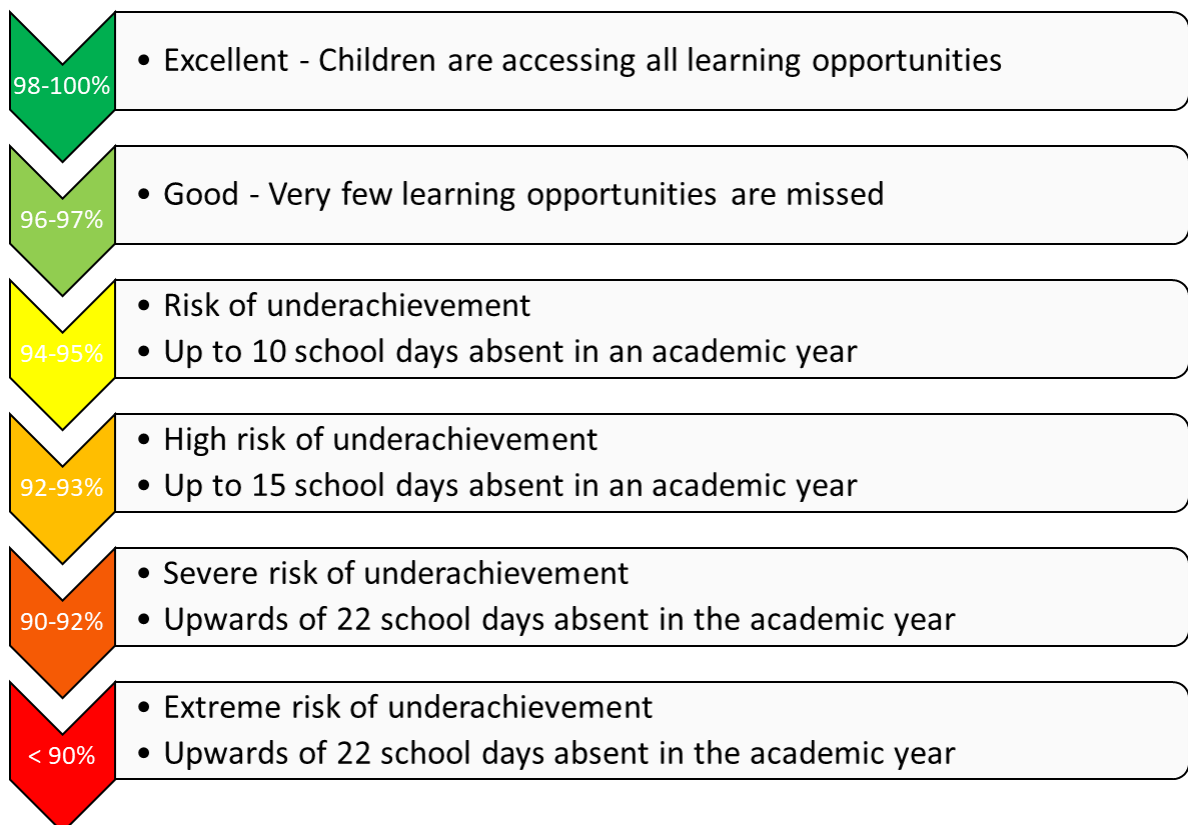 98-100%
• Excellent - Children are accessing all learning opportunities
96-97%
• Good - Very few learning opportunities are missed
94-95%
• Risk of underachievement
• Up to 10 school days absent in an academic year
92-93%
• High risk of underachievement
• Up to 15 school days absent in an academic year
90-92%
• Severe risk of underachievement
• Upwards of 22 school days absent in the academic year
< 90%
• Extreme risk of underachievement
• Upwards of 22 school days absent in the academic year